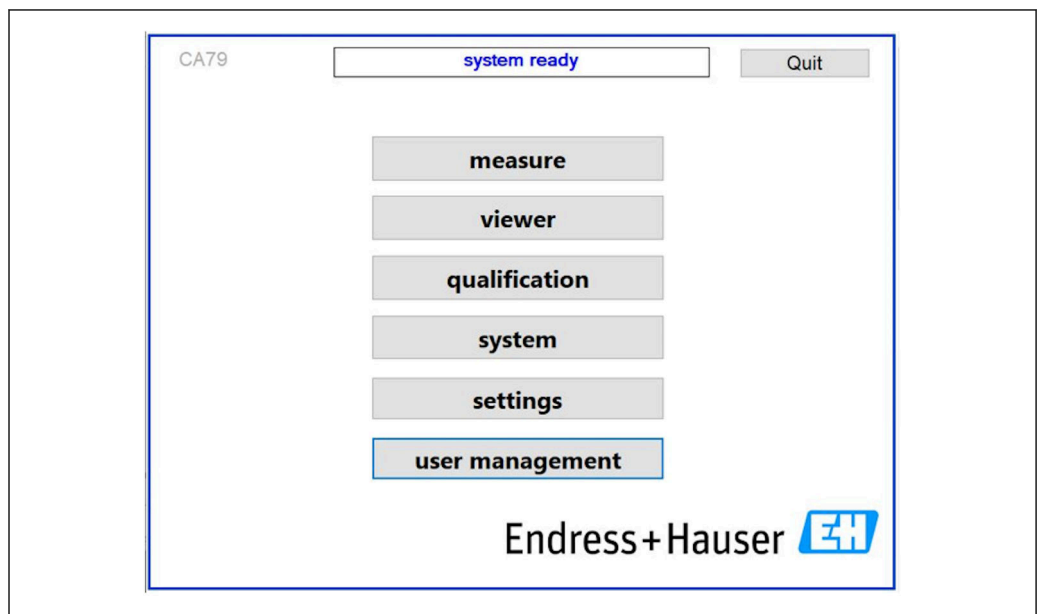 CA79
system ready
Quit
measure
viewer
qualification
system
settings
user management
Endress+Hauser EH